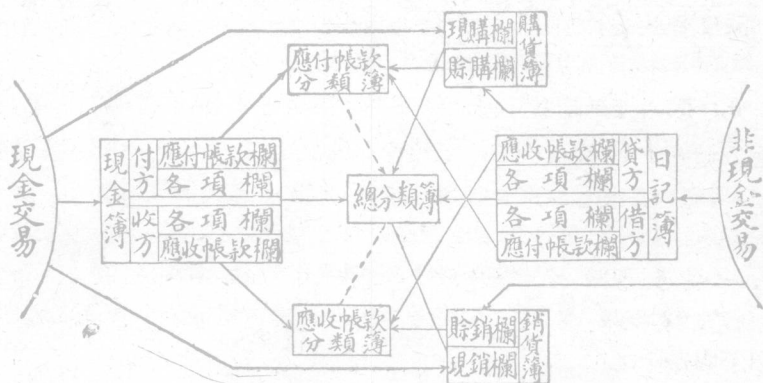 現購欄
賒購欄
購貨簿
應付帳款
分類簿
現金交易
現金簿
付方
應付帳款欄
各項欄
收方
各項欄
應收帳款欄
總分類簿
應收帳款欄
各項欄
貸方
各項欄
應付帳款欄
借方
日記簿
非現金交易
應收帳款
分類簿
賒銷欄
現銷欄
銷貨簿